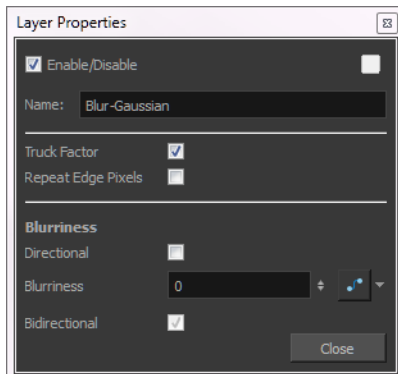 Layer Properties
Enable/Disable
Name: Blur-Gaussian
Truck Factor
Repeat Edge Pixels
Blurriness
Directional
Blurriness 0
Bidirectional
Close